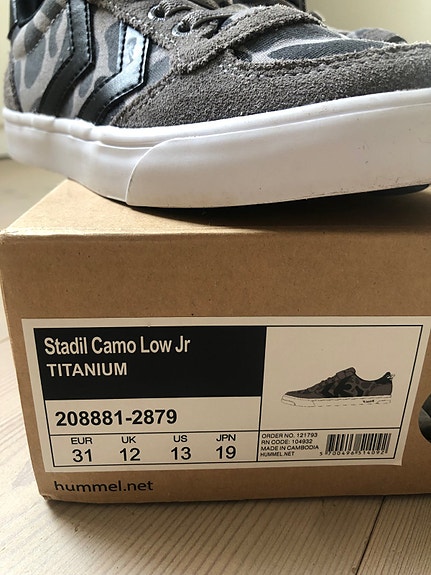 Stadil Camo Low Jr
TITANIUM
208881-2879
EUR UK US JPN
31 12 13 19
ORDER NO. 121793
RN CODE: 104932
MADE IN CAMBODIA
HUMMEL.NET
5700496514092
hummel.net